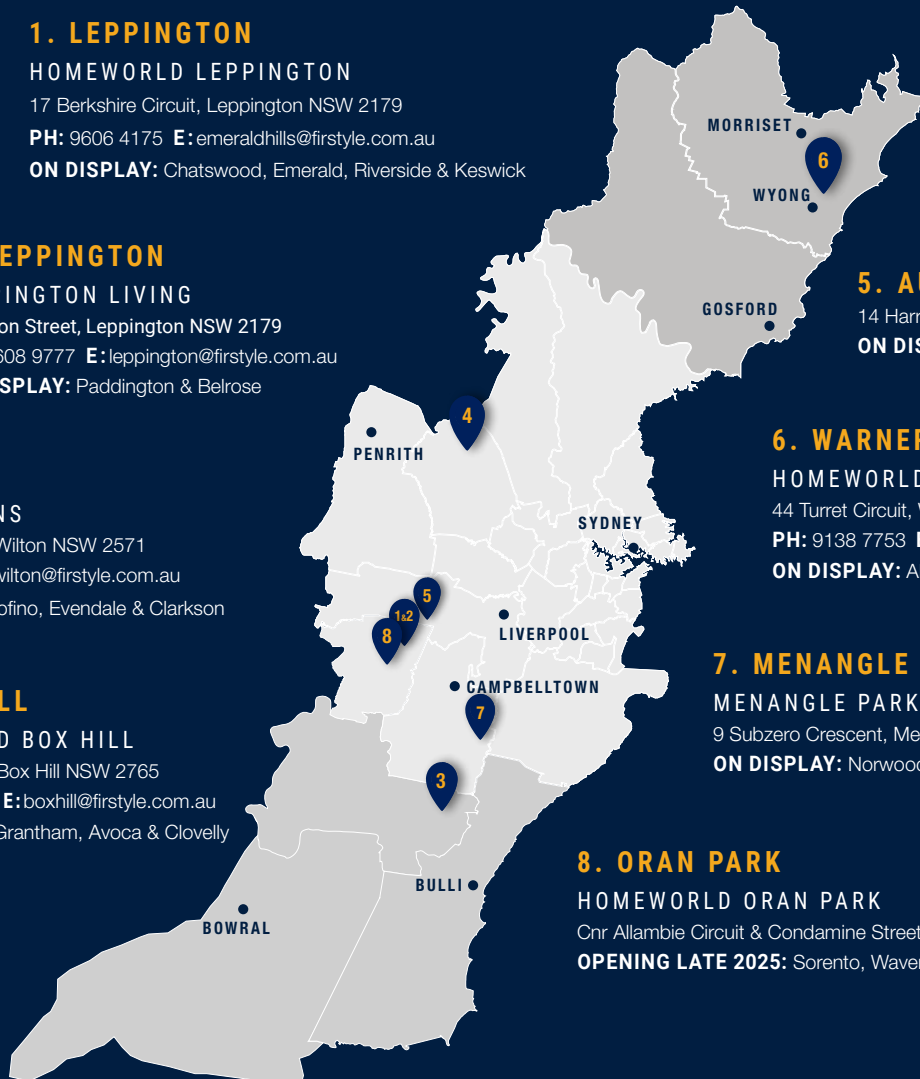 1. LEPPINGTON
HOMEWORLD LEPPINGTON
17 Berkshire Circuit, Leppington NSW 2179
PH: 9606 4175 E: emeraldhills@firstyle.com.au
ON DISPLAY: Chatswood, Emerald, Riverside & Keswick
EPPINGTON
PINGTON LIVING
on Street, Leppington NSW 2179
608 9777 E: leppington@firstyle.com.au
SPLAY: Paddington & Belrose
NS
Wilton NSW 2571
wilton@firstyle.com.au
ofino, Evendale & Clarkson
LL
D BOX HILL
Box Hill NSW 2765
E: boxhill@firstyle.com.au
Grantham, Avoca & Clovelly
MORRISET
6
WYONG
GOSFORD
4
PENRITH
SYDNEY
5
1&2
8
LIVERPOOL
CAMPBELLTOWN
7
3
BULLI
BOWRAL
5. AU
14 Harr
ON DIS
6. WARNER
HOMEWORLD
44 Turret Circuit, W
PH: 9138 7753
ON DISPLAY: A
7. MENANGLE
MENANGLE PARK
9 Subzero Crescent, Me
ON DISPLAY: Norwood
8. ORAN PARK
HOMEWORLD ORAN PARK
Cnr Allambie Circuit & Condamine Street
OPENING LATE 2025: Sorento, Waver